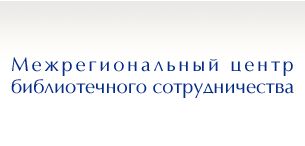 Межрегиональный центр
библиотечного сотрудничества